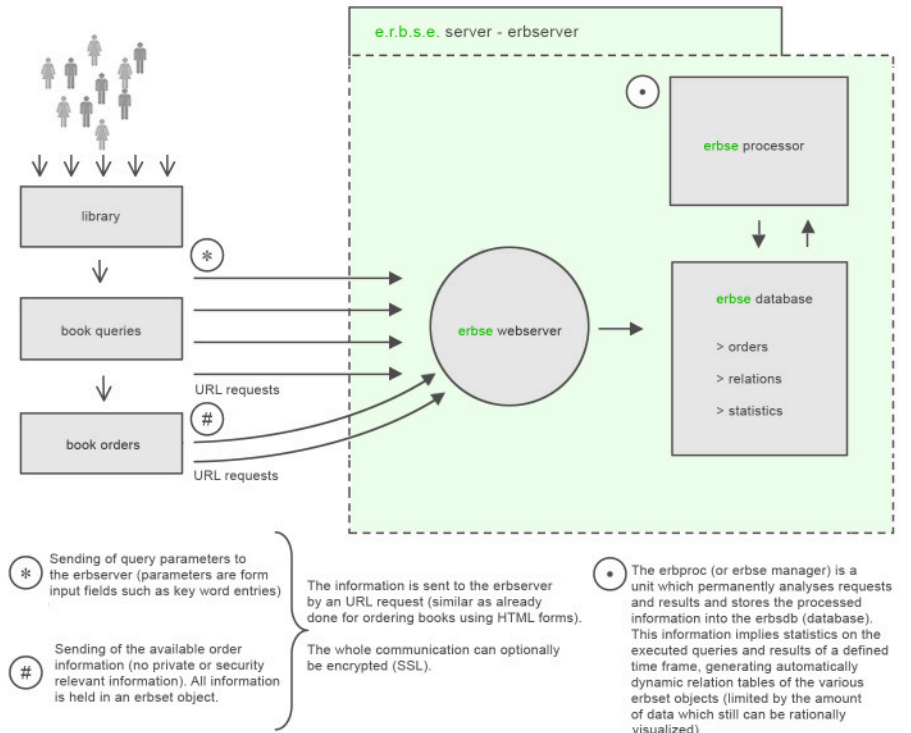 e.r.b.s.e. server - erbserver
erbse processor
library
*
erbse database
book queries
erbse webserver
> orders
> relations
URL requests
> statistics
#
book orders
URL requests
*
Sending of query parameters to
the erbserver (parameters are form
input fields such as key word entries)
#
Sending of the available order
information (no private or security
relevant information). All information
is held in an erbset object.
The information is sent to the erbserver
by an URL request (similar as already
done for ordering books using HTML forms).
The whole communication can optionally
be encrypted (SSL).
The erbproc (or erbse manager) is a
unit which permanently analyses requests
and results and stores the processed
information into the erbsdb (database).
This information implies statistics on the
executed queries and results of a defined
time frame, generating automatically
dynamic relation tables of the various
erbset objects (limited by the amount
of data which still can be rationally
visualized)